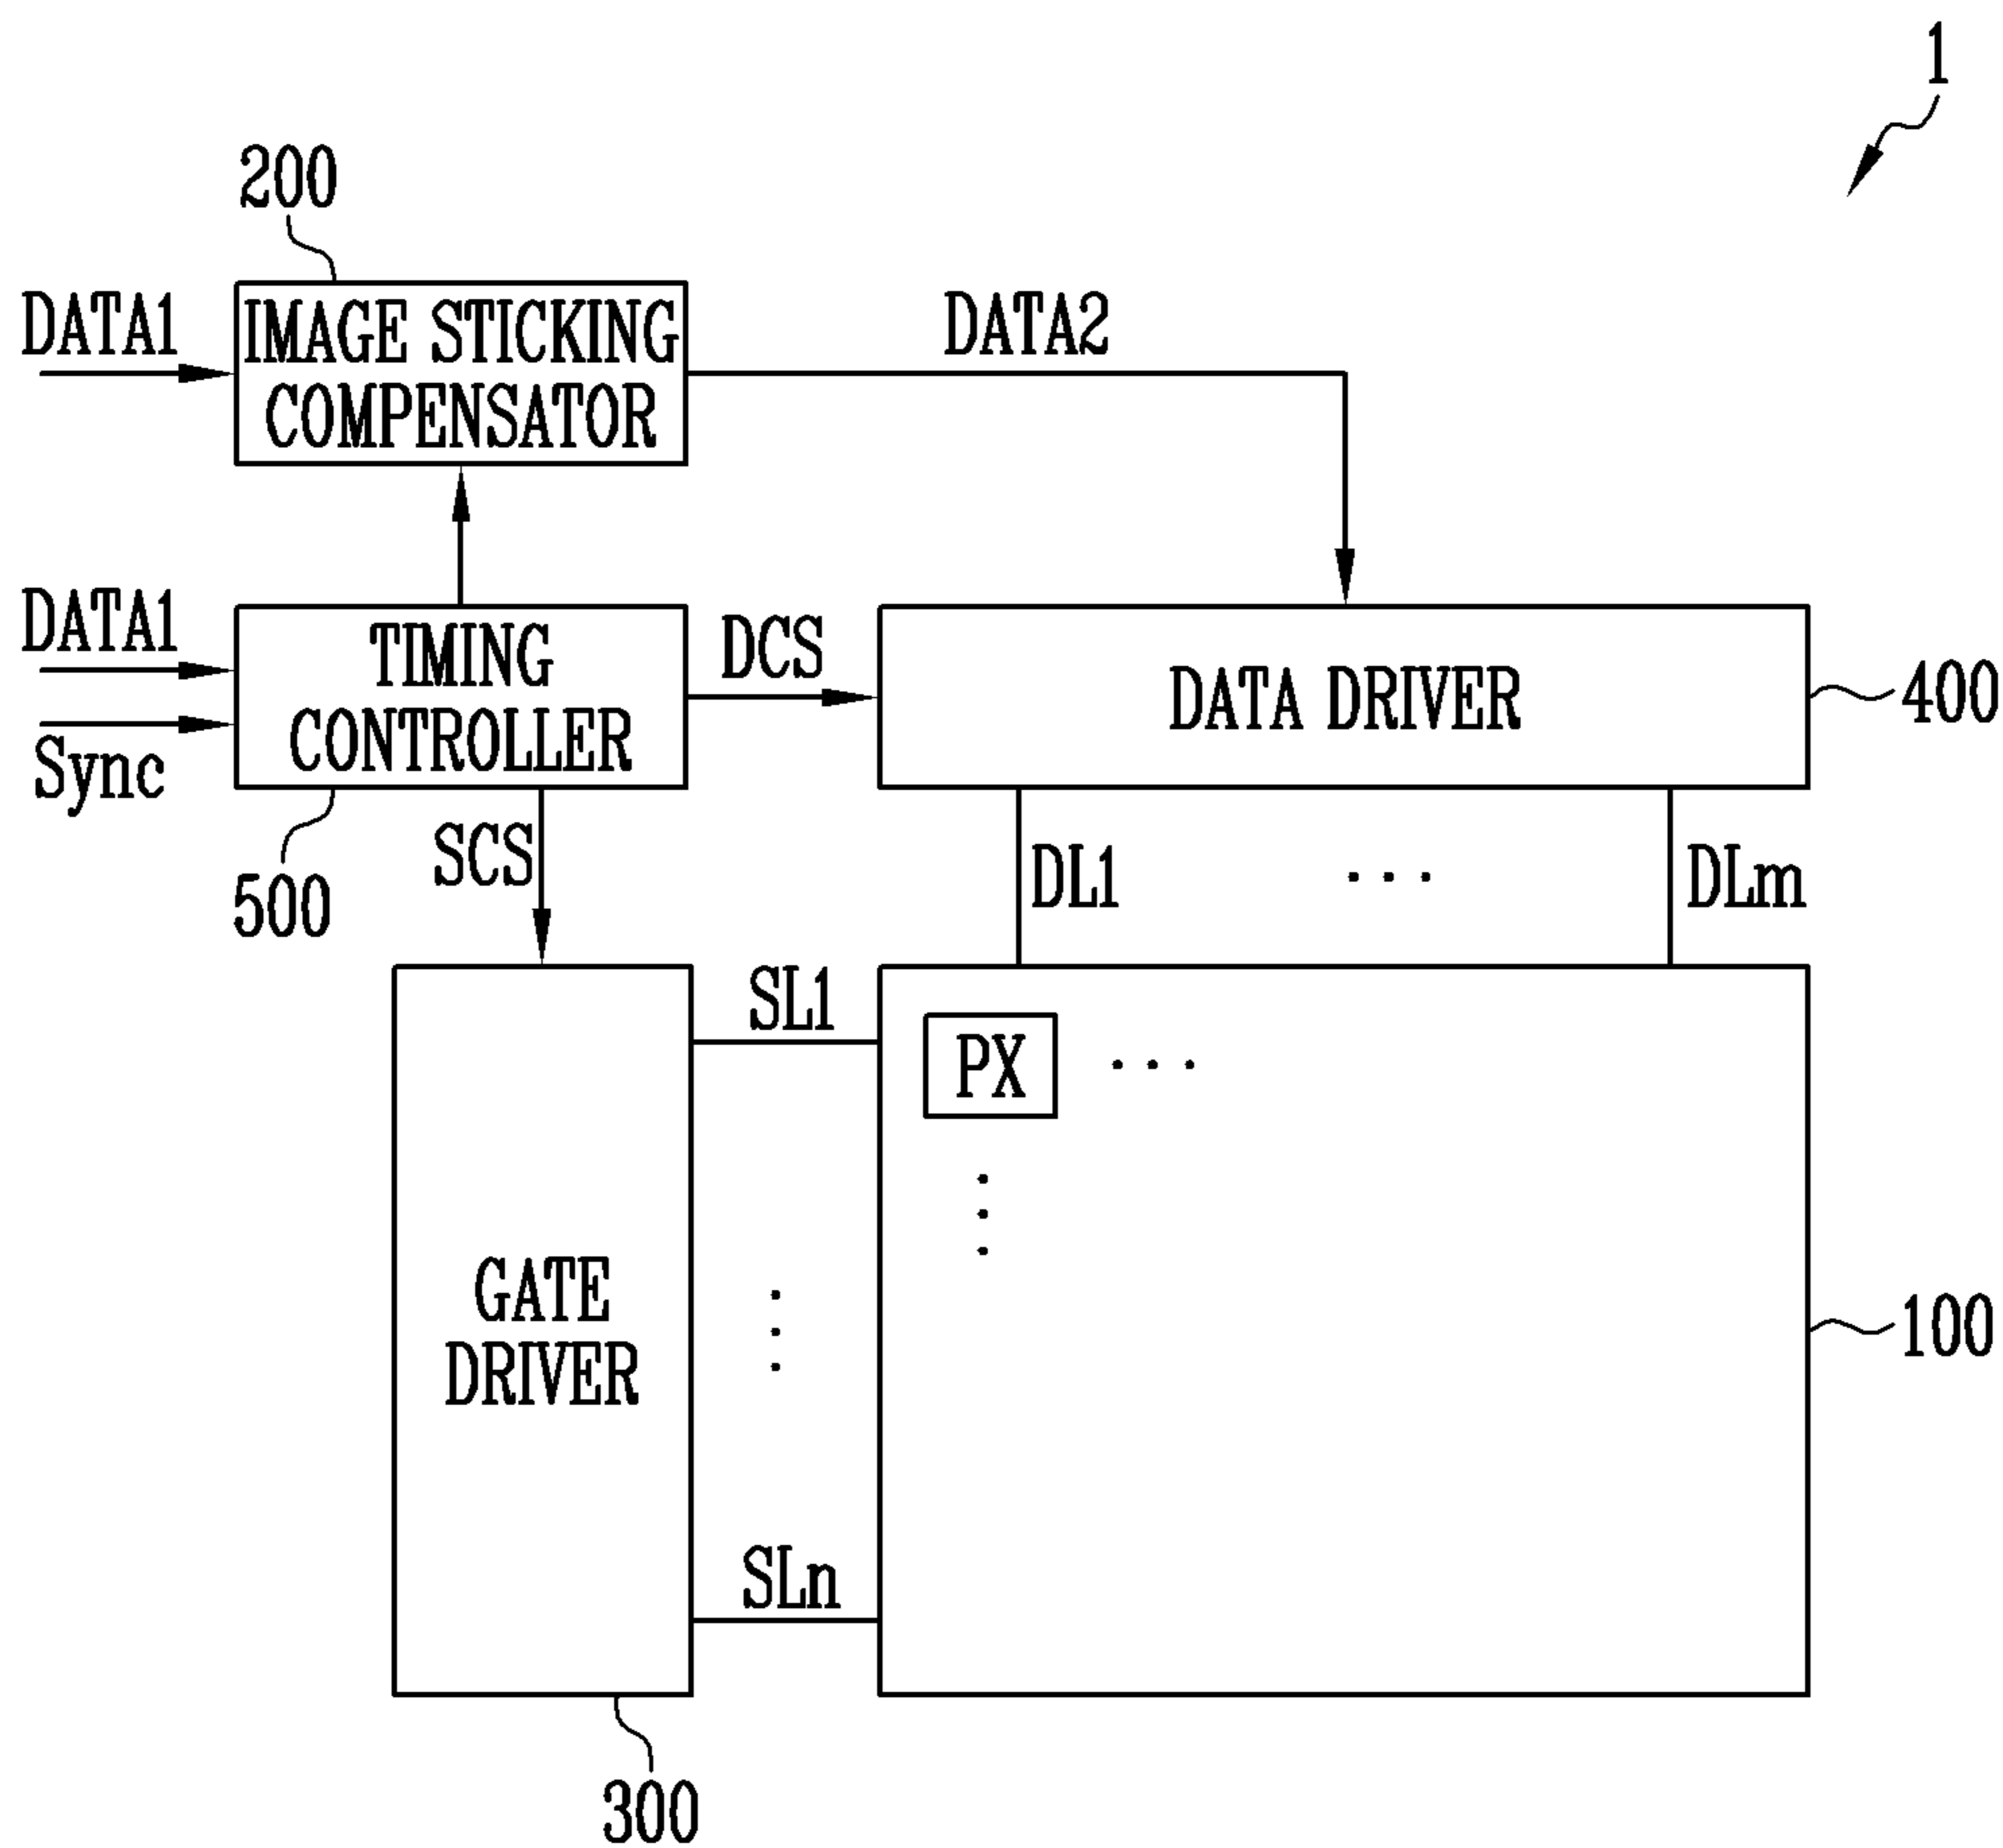 1
200
DATA1
IMAGE STICKING
COMPENSATOR
DATA2
DATA1
Sync
TIMING
CONTROLLER
DCS
DATA DRIVER
400
500
SCS
DL1
...
DLm
SL1
PX
...
GATE
DRIVER
100
SLn
300